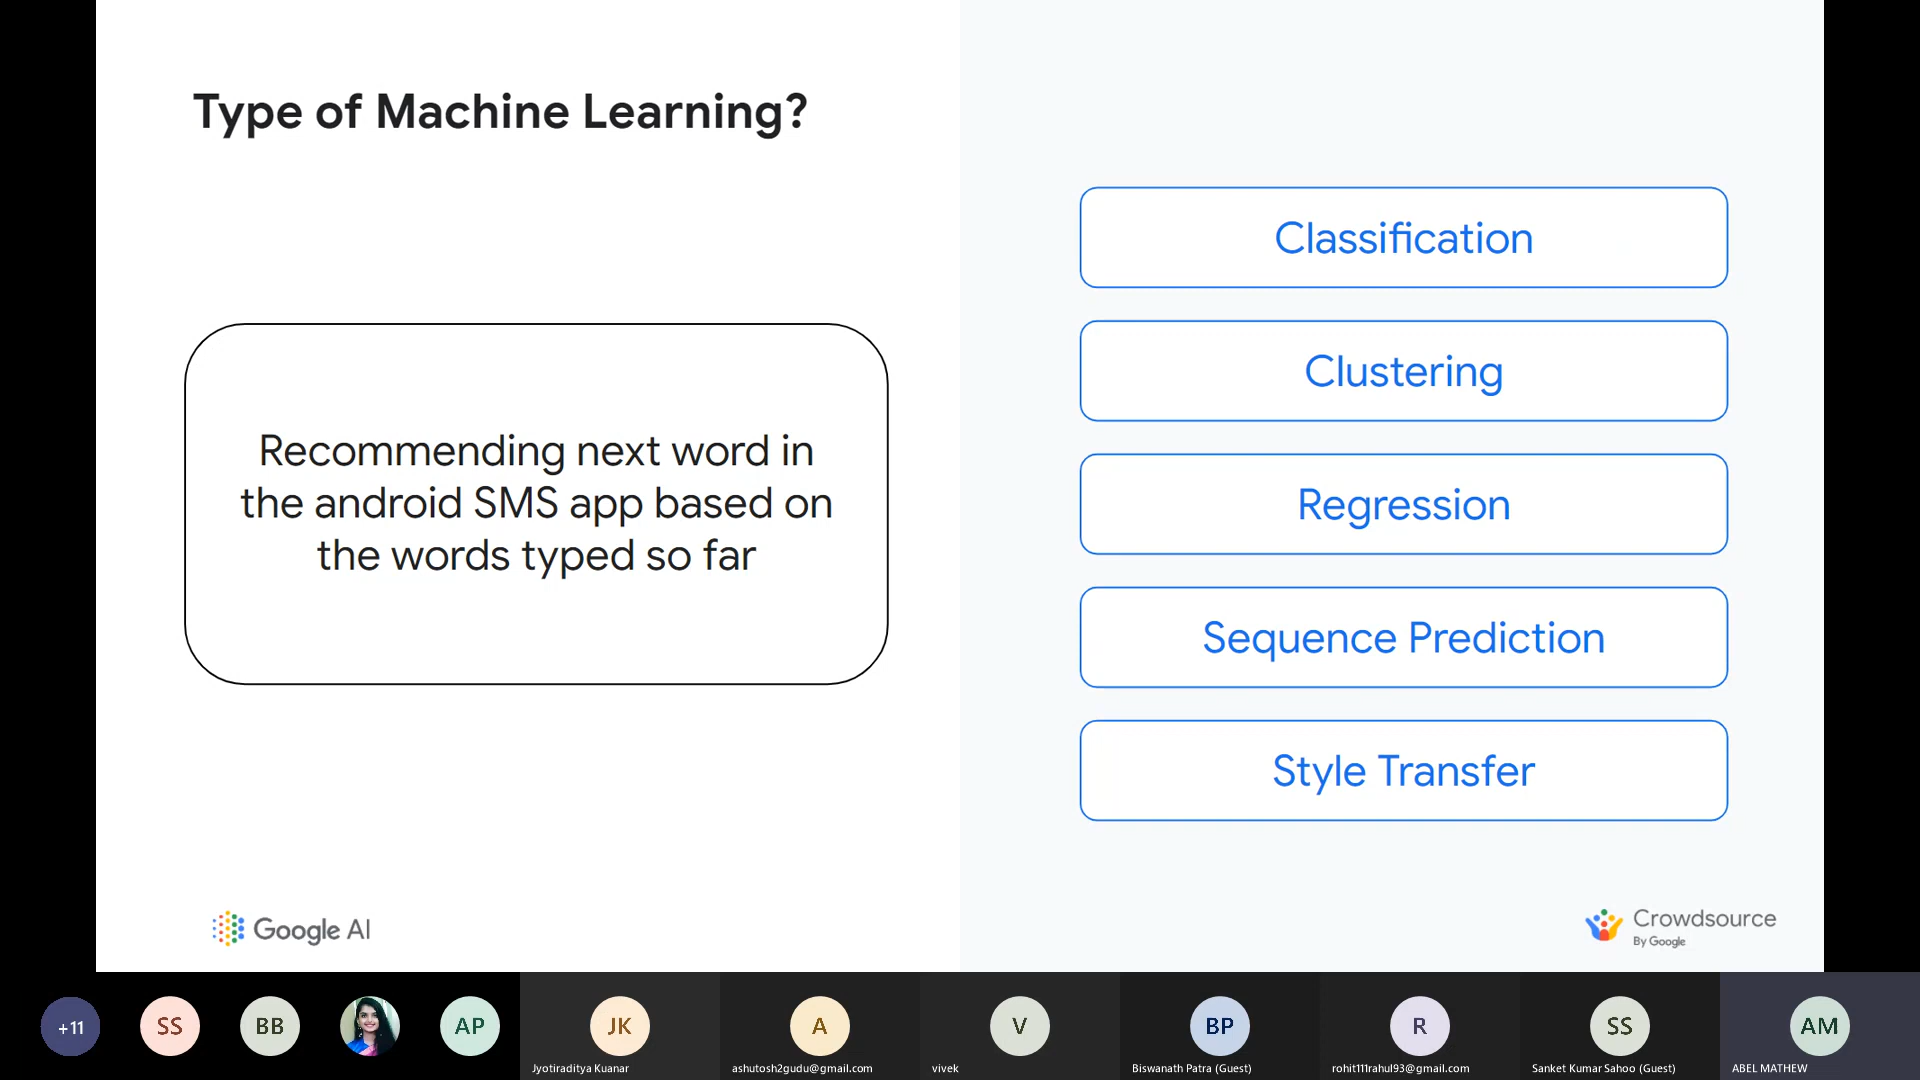 Type of Machine Learning?
Recommending next word in
the android SMS app based on
the words typed so far
Classification
Clustering
Regression
Sequence Prediction
Style Transfer
Google AI
Crowdsource
By Google
+11
SS
BB
AP
JK
Jyotiraditya Kuanar
A
ashutosh2gudu@gmail.com
V
vivek
BP
Biswanath Patra (Guest)
R
rohit111rahul93@gmail.com
SS
Sanket Kumar Sahoo (Guest)
AM
ABEL MATHEW